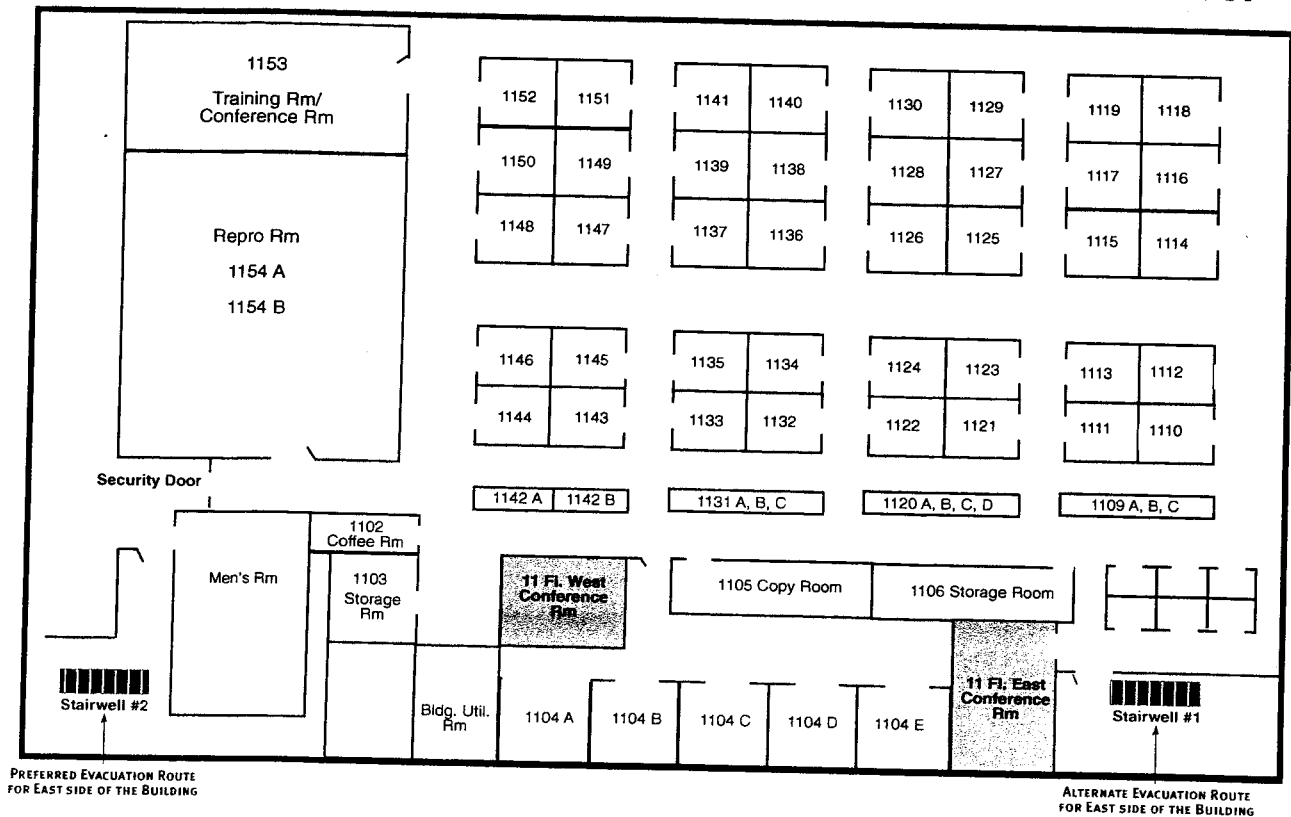 1153
Training Rm/
Conference Rm
1152 1151 1141 1140 1130 1129 1119 1118
1150 1149 1139 1138 1128 1127 1117 1116
1148 1147 1137 1136 1126 1125 1115 1114
Repro Rm
1154 A
1154 B
1146 1145 1135 1134 1124 1123 1113 1112
1144 1143 1133 1132 1122 1121 1111 1110
Security Door
1142 A 1142 B 1131 A, B, C 1120 A, B, C, D 1109 A, B, C
1102
Coffee Rm
Men's Rm
1103
Storage
Rm
11 Fl. West
Conference
Rm
1105 Copy Room
1106 Storage Room
Stairwell #2
Bldg. Util.
Rm
1104 A
1104 B
1104 C
1104 D
1104 E
11 Fl. East
Conference
Rm
Stairwell #1
PREFERRED EVACUATION ROUTE
FOR EAST SIDE OF THE BUILDING
ALTERNATE EVACUATION ROUTE
FOR EAST SIDE OF THE BUILDING